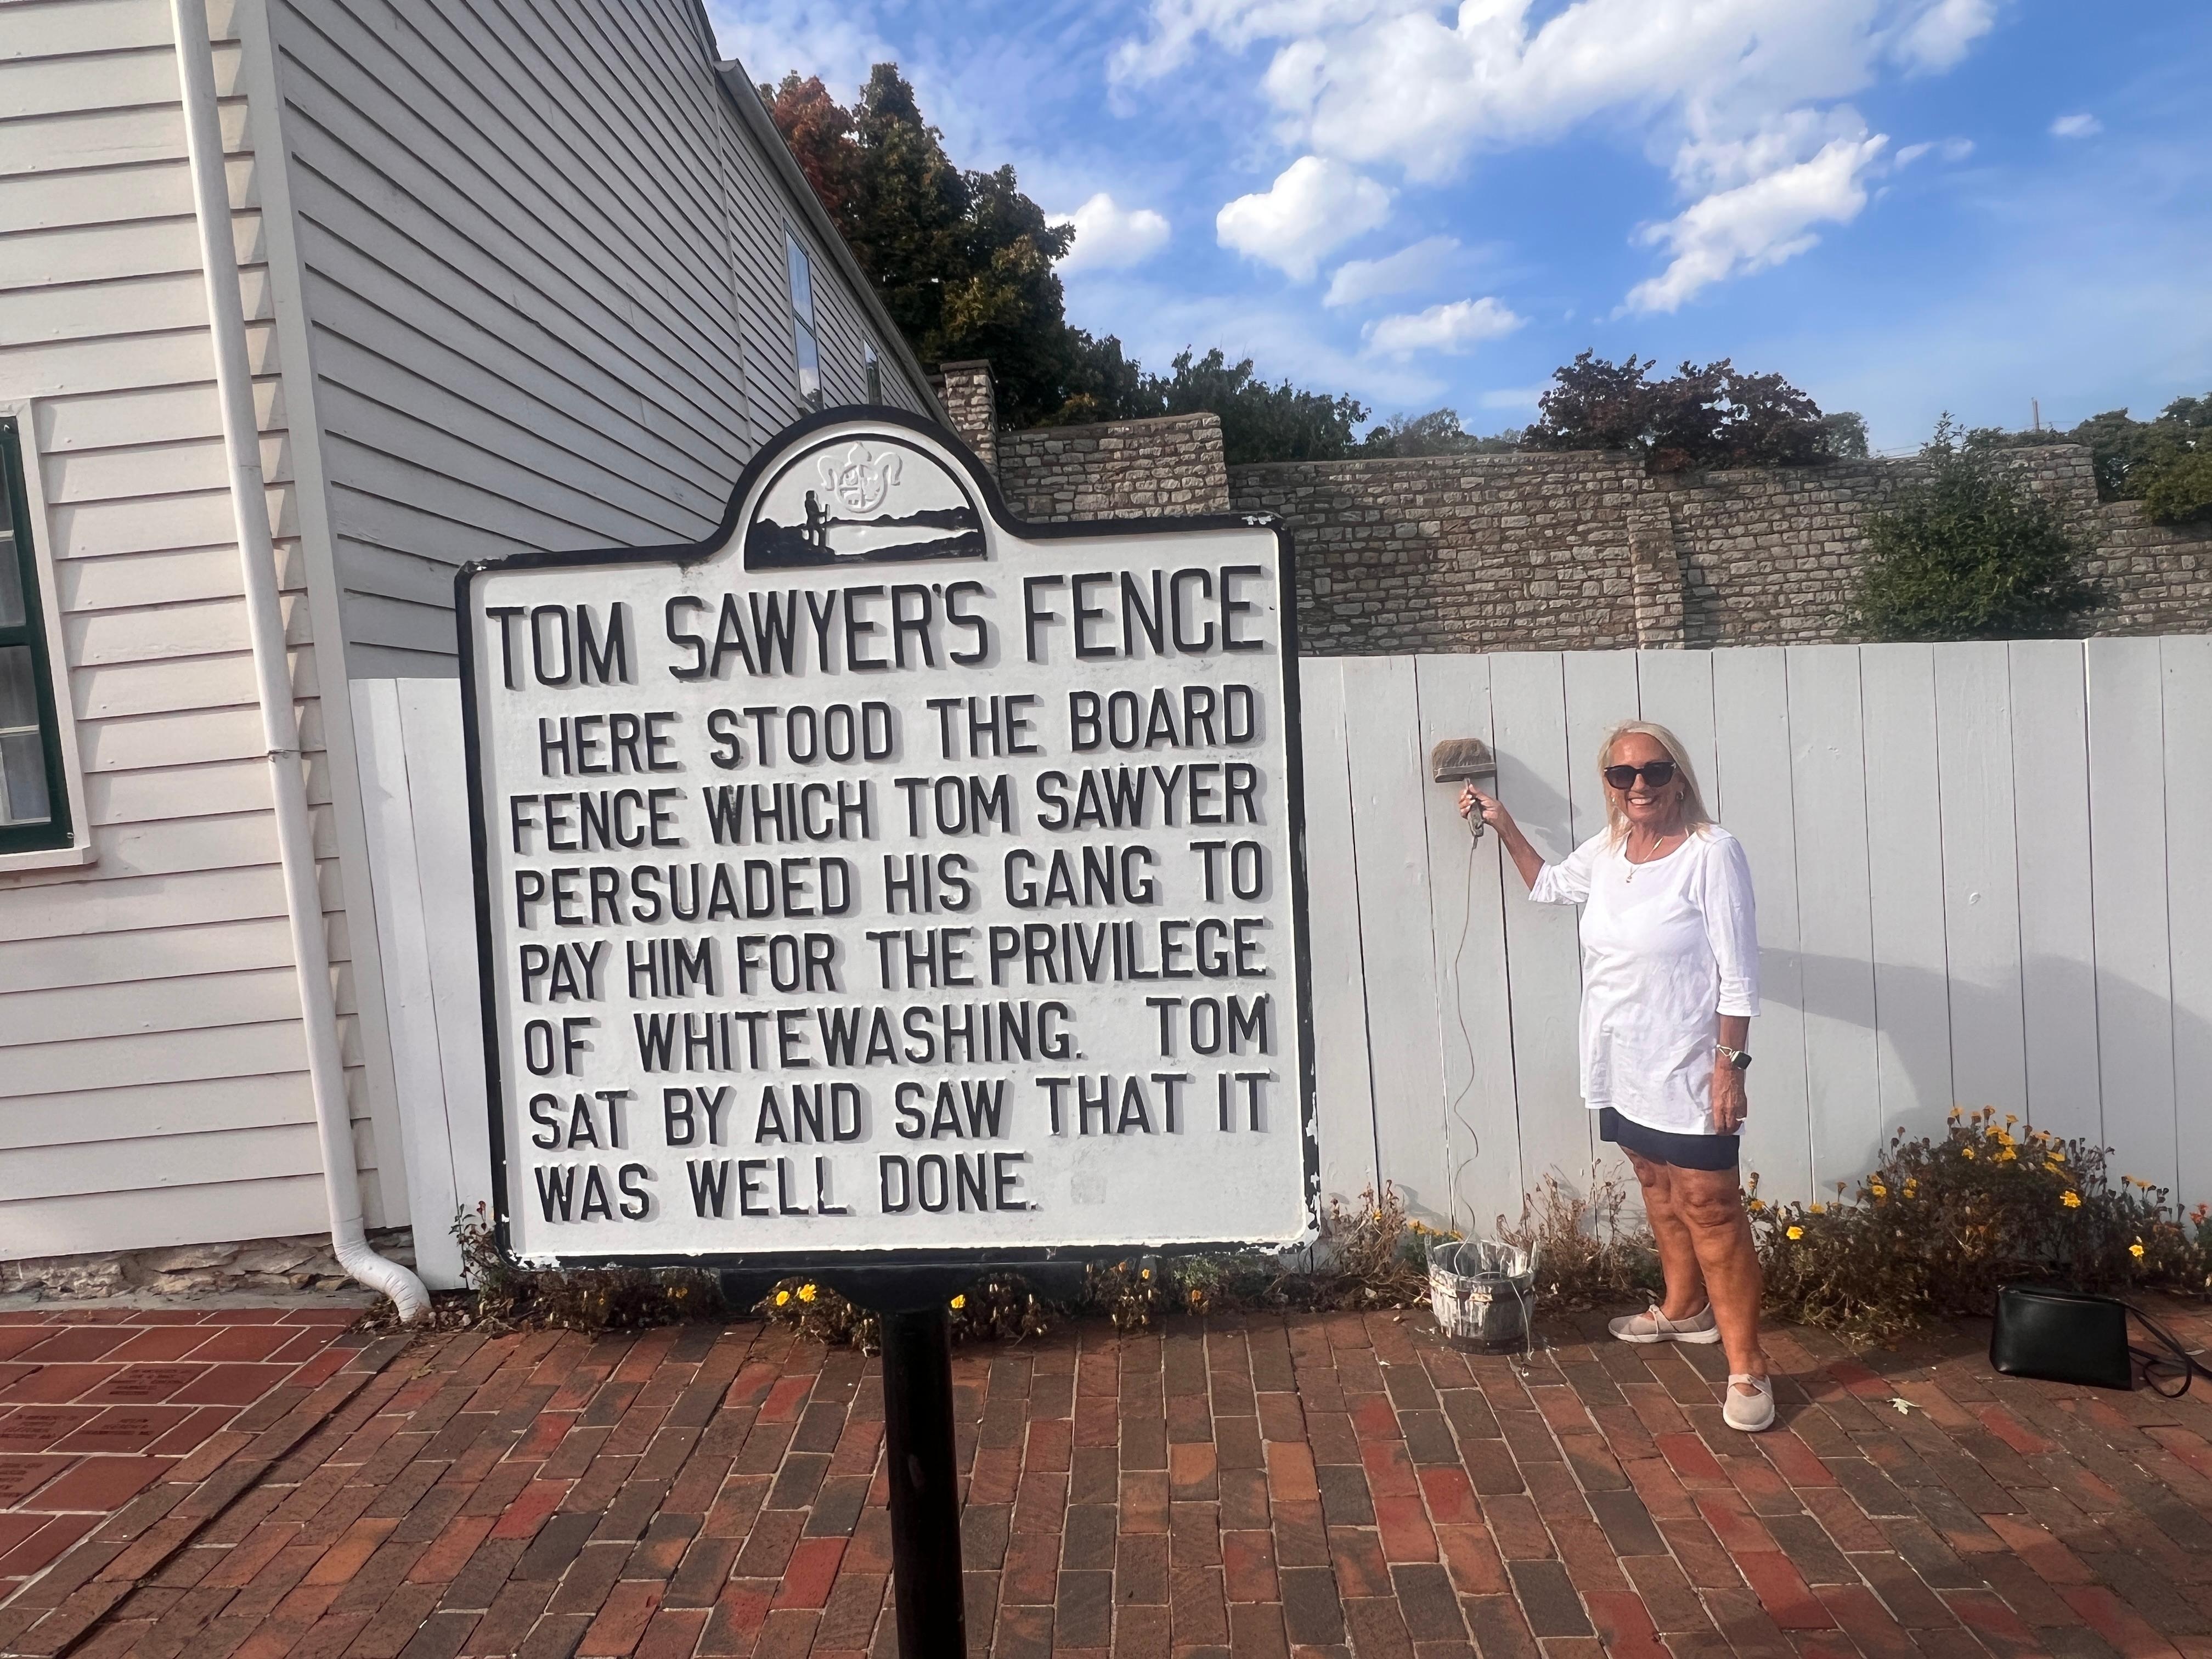 TOM SAWYER'S FENCE
HERE STOOD THE BOARD
FENCE WHICH TOM SAWYER
PERSUADED HIS GANG TO
PAY HIM FOR THE PRIVILEGE
OF WHITEWASHING. TOM
SAT BY AND SAW THAT IT
WAS WELL DONE.